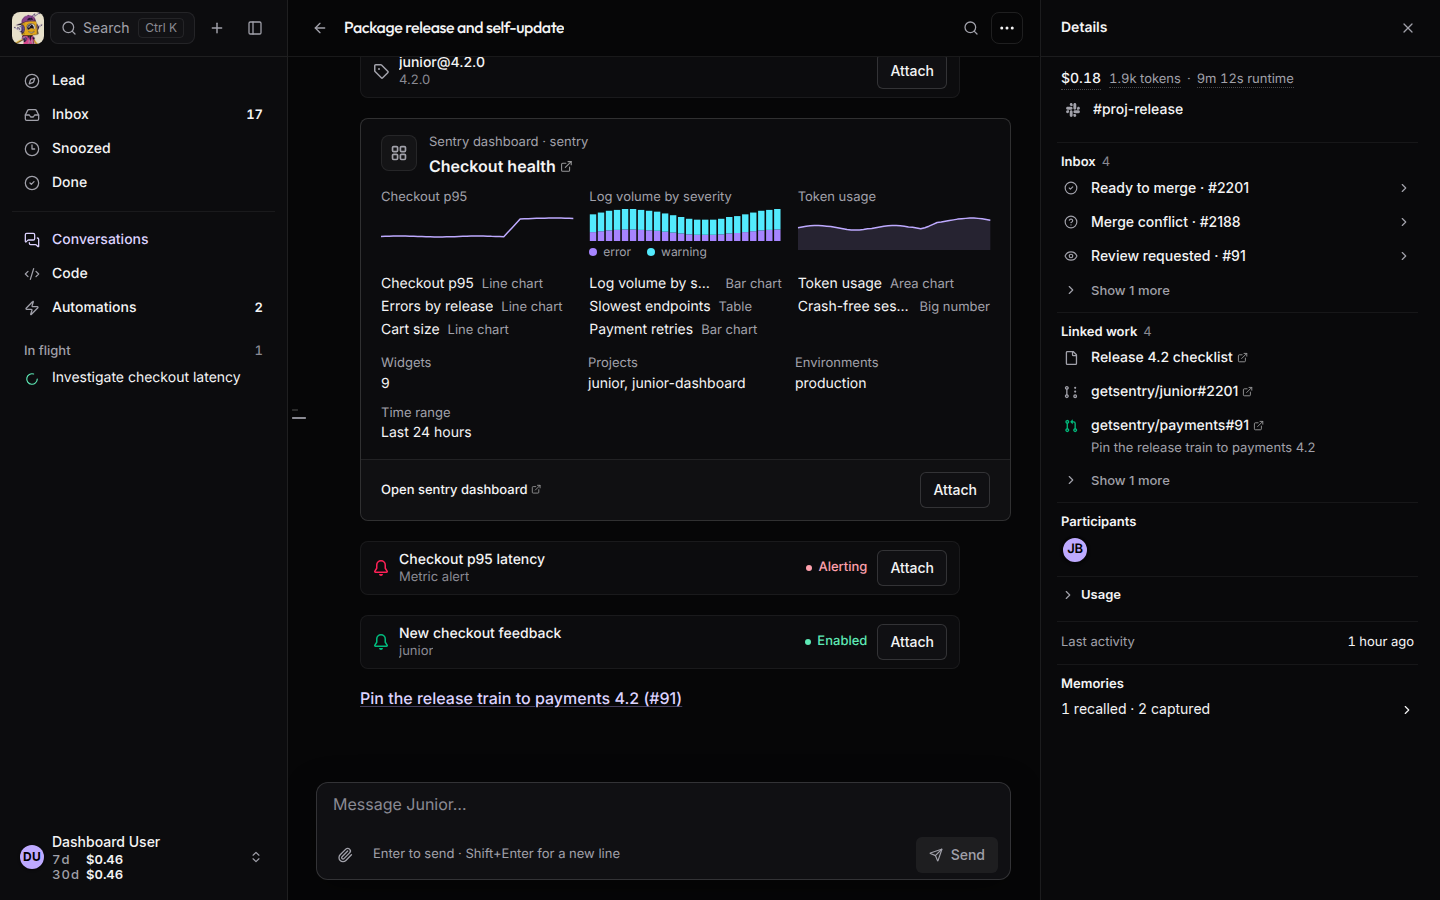 Search
Ctrl K
Lead
Inbox
17
Snoozed
Done
Conversations
Code
Automations
2
In flight
1
Investigate checkout latency
Dashboard User
7d $0.46
30d $0.46
Package release and self-update
junior@4.2.0
4.2.0
Attach
Sentry dashboard · sentry
Checkout health
Checkout p95
Log volume by severity
Token usage
error
warning
Checkout p95 Line chart
Log volume by s... Bar chart
Token usage Area chart
Errors by release Line chart
Slowest endpoints Table
Crash-free ses... Big number
Cart size Line chart
Payment retries Bar chart
Widgets
9
Projects
junior, junior-dashboard
Environments
production
Time range
Last 24 hours
Open sentry dashboard
Attach
Checkout p95 latency
Metric alert
Alerting
Attach
New checkout feedback
junior
Enabled
Attach
Pin the release train to payments 4.2 (#91)
Message Junior...
Enter to send · Shift+Enter for a new line
Send
Details
$0.18 1.9k tokens · 9m 12s runtime
#proj-release
Inbox 4
Ready to merge · #2201
Merge conflict · #2188
Review requested · #91
Show 1 more
Linked work 4
Release 4.2 checklist
getsentry/junior#2201
getsentry/payments#91
Pin the release train to payments 4.2
Show 1 more
Participants
JB
Usage
Last activity
1 hour ago
Memories
1 recalled · 2 captured
DU